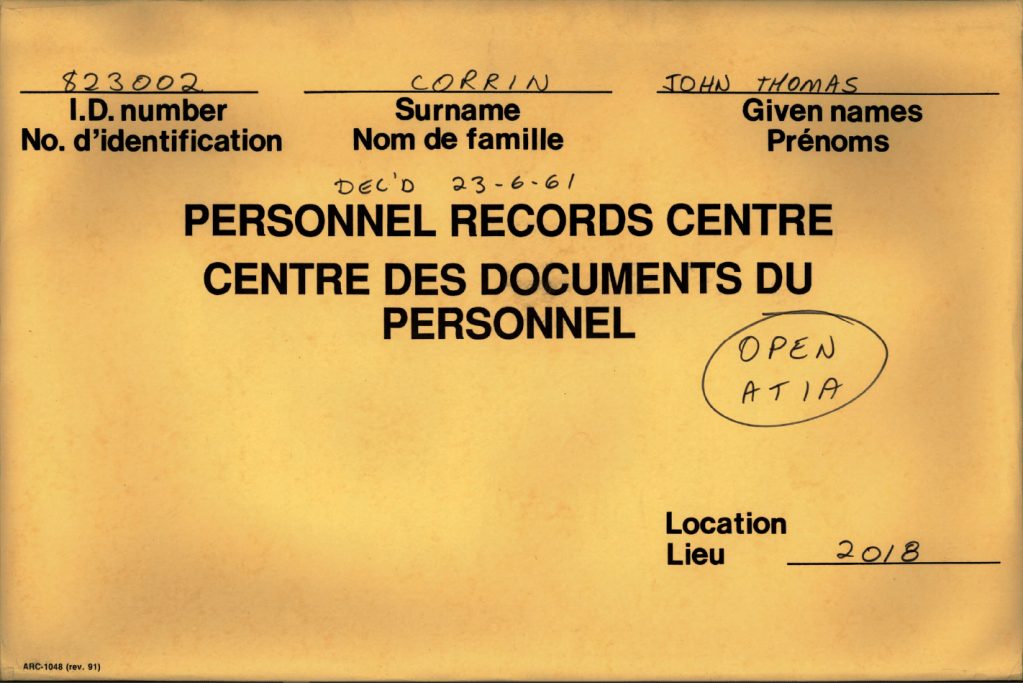 823002 CORRIN JOHN THOMAS
I.D. number Surname Given names
No. d'identification Nom de famille Prénoms
DEC'D 23-6-61
PERSONNEL RECORDS CENTRE
CENTRE DES DOCUMENTS DU
PERSONNEL
OPEN
ATIA
Location
Lieu 2018
ARC-1048 (rev. 91)